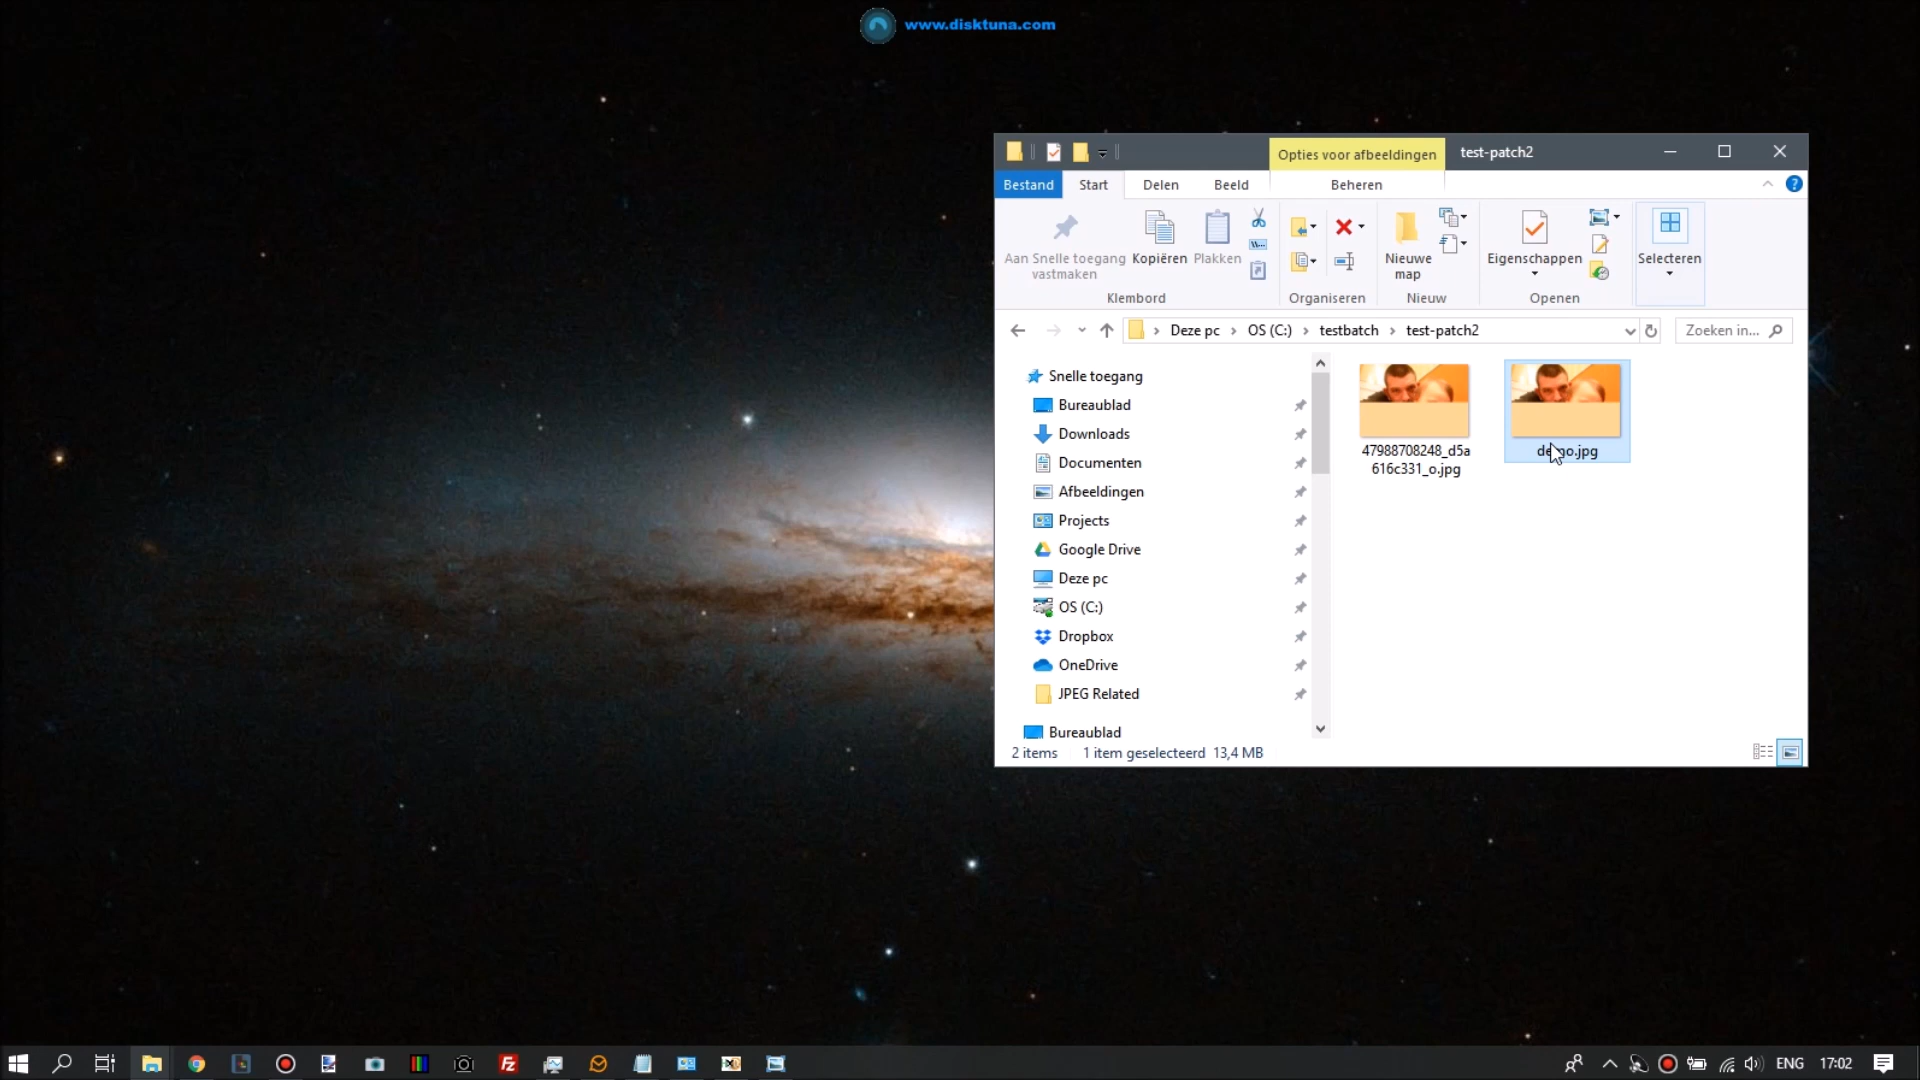 www.disktuna.com
Opties voor afbeeldingen
test-patch2
Bestand
Start
Delen
Beeld
Beheren
Aan Snelle toegang
vastmaken
Kopiëren
Plakken
Nieuwe
map
Eigenschappen
Selecteren
Klembord
Organiseren
Nieuw
Openen
Deze pc
OS (C:)
testbatch
test-patch2
Zoeken in...
Snelle toegang
Bureaublad
Downloads
Documenten
Afbeeldingen
Projects
Google Drive
Deze pc
OS (C:)
Dropbox
OneDrive
JPEG Related
Bureaublad
47988708248_d5a
616c331_o.jpg
demo.jpg
2 items
1 item geselecteerd 13,4 MB
ENG
17:02